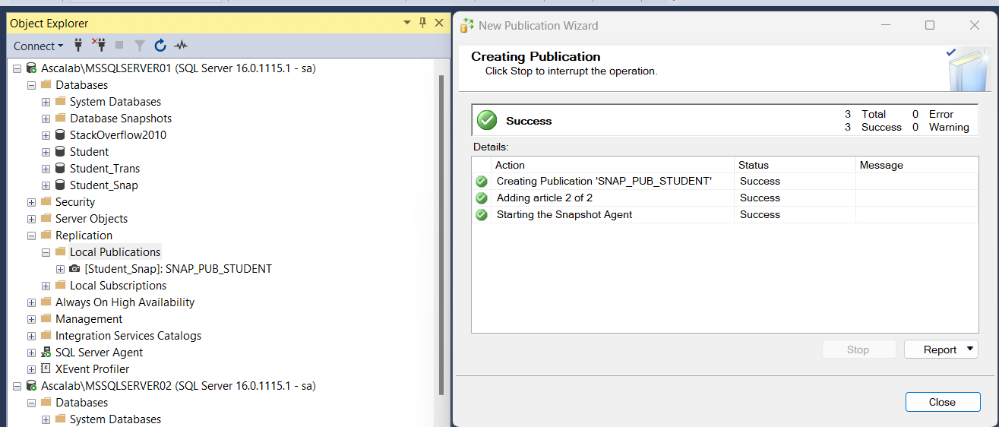 Object Explorer
Connect
Ascalab\MSSQLSERVER01 (SQL Server 16.0.1115.1 - sa)
Databases
System Databases
Database Snapshots
StackOverflow2010
Student
Student_Trans
Student_Snap
Security
Server Objects
Replication
Local Publications
[Student_Snap]: SNAP_PUB_STUDENT
Local Subscriptions
Always On High Availability
Management
Integration Services Catalogs
SQL Server Agent
XEvent Profiler
Ascalab\MSSQLSERVER02 (SQL Server 16.0.1115.1 - sa)
Databases
System Databases
New Publication Wizard
Creating Publication
Click Stop to interrupt the operation.
Success
3 Total 0 Error
3 Success 0 Warning
Details:
Action Status Message
Creating Publication 'SNAP_PUB_STUDENT' Success
Adding article 2 of 2 Success
Starting the Snapshot Agent Success
Stop Report
Close